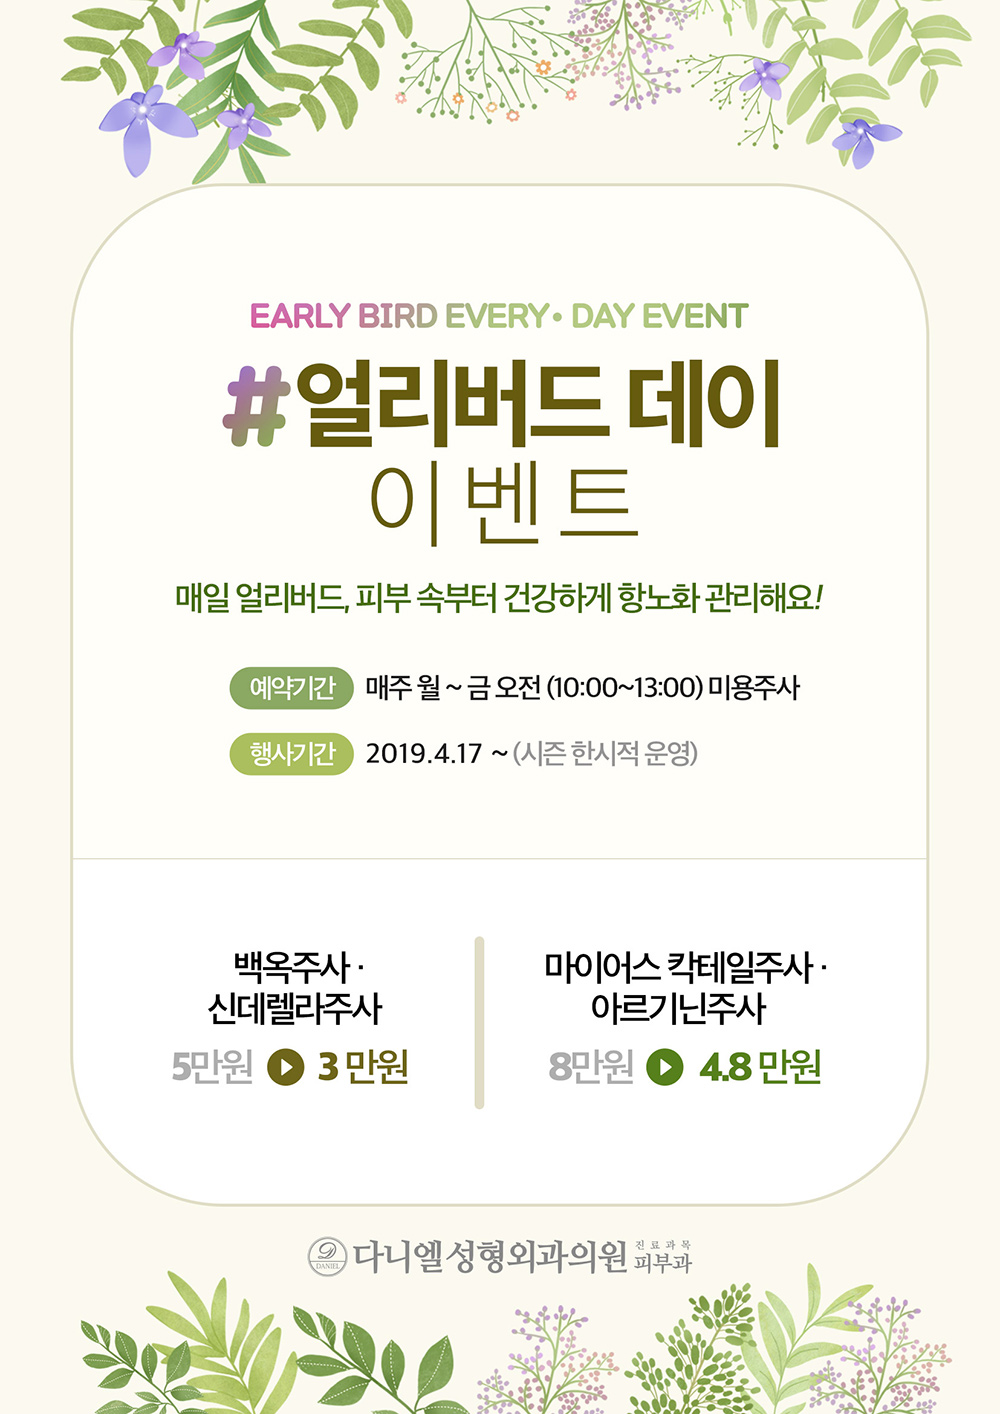 EARLY BIRD EVERY• DAY EVENT
#얼리버드 데이
이벤트
매일 얼리버드, 피부 속부터 건강하게 항노화 관리해요!
예약기간 매주 월 ~ 금 오전 (10:00~13:00) 미용주사
행사기간 2019.4.17 ~ (시즌 한시적 운영)
백옥주사 ·
신데렐라주사
5만원 ▶ 3 만원
마이어스 칵테일주사 ·
아르기닌주사
8만원 ▶ 4.8 만원
D DANIEL 다니엘성형외과의원 진료과목 피부과